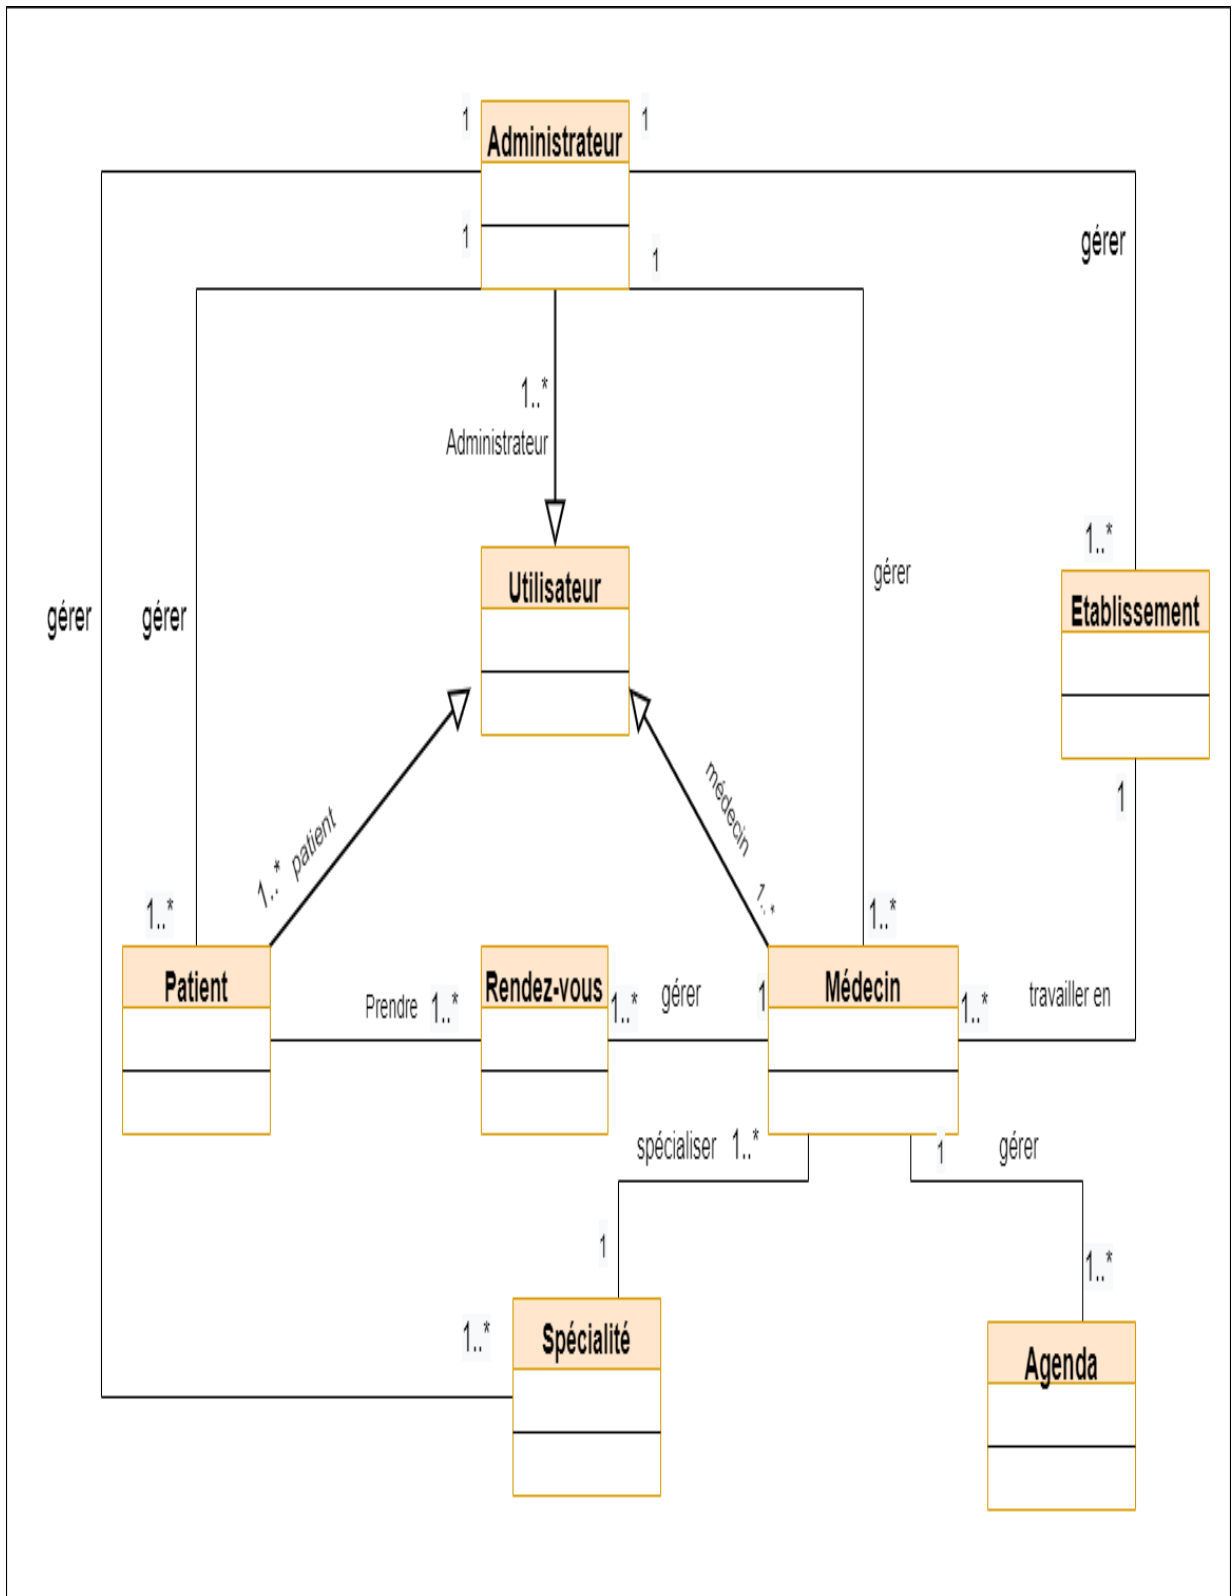 1
Administrateur
1
1
1
gérer
1..*
Administrateur
1..*
gérer
Utilisateur
Etablissement
gérer
gérer
médecin
1..*
patient
1..*
1
1..*
1..*
Patient
Prendre
1..*
Rendez-vous
1..*
gérer
1
Médecin
1..*
travailler en
spécialiser
1..*
1
gérer
1
1..*
1..*
Spécialité
Agenda